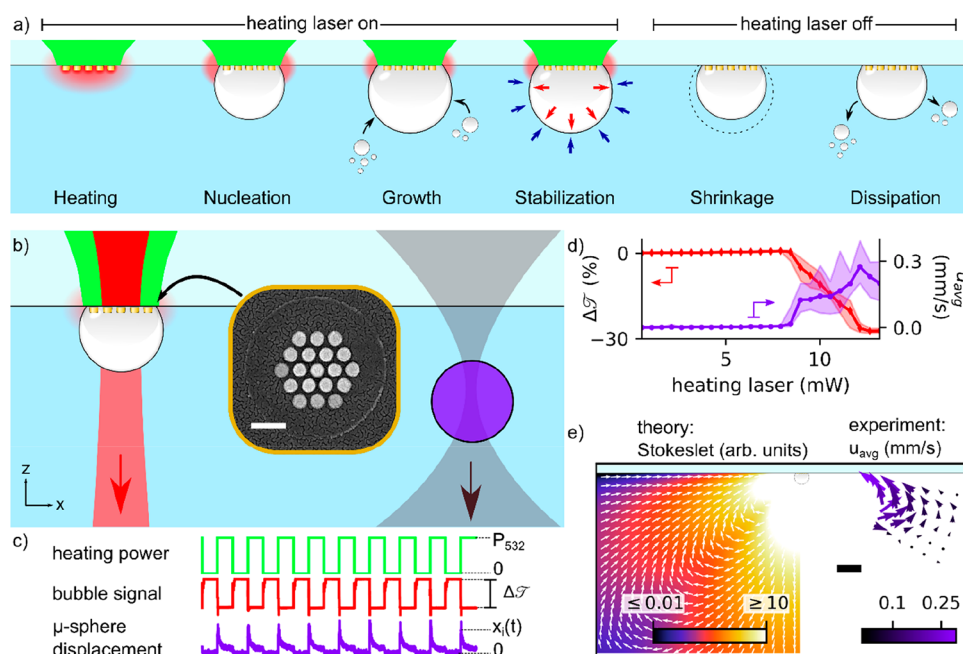 a)
heating laser on
heating laser off
Heating
Nucleation
Growth
Stabilization
Shrinkage
Dissipation
b)
z
x
c)
heating power
P532
0
bubble signal
Δ𝒯
μ-sphere
displacement
xi(t)
0
d)
Δ𝒯 (%)
0
−30
5
10
heating laser (mW)
0.3
0.0
uavg
(mm/s)
e)
theory:
Stokeslet (arb. units)
experiment:
uavg (mm/s)
≤ 0.01
≥ 10
0.1
0.25